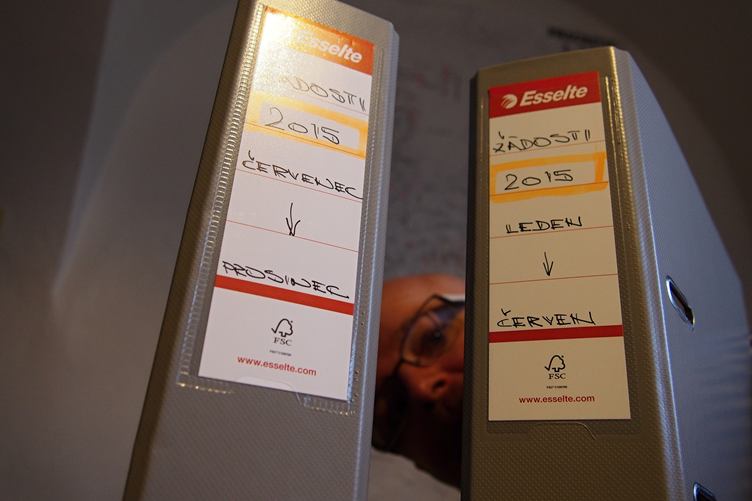 Esselte
ŽÁDOSTI
2015
ČERVENEC
PROSINEC
FSC
www.esselte.com
Esselte
ŽÁDOSTI
2015
LEDEN
ČERVEN
FSC
www.esselte.com